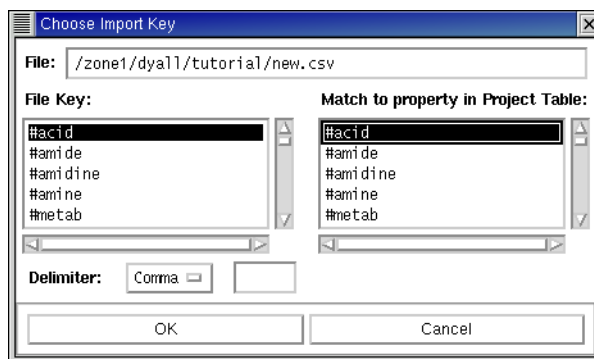 Choose Import Key
File: /zone1/dyall/tutorial/new.csv
File Key:
#acid
#amide
#amidine
#amine
#metab
Match to property in Project Table:
#acid
#amide
#amidine
#amine
#metab
Delimiter: Comma
OK Cancel